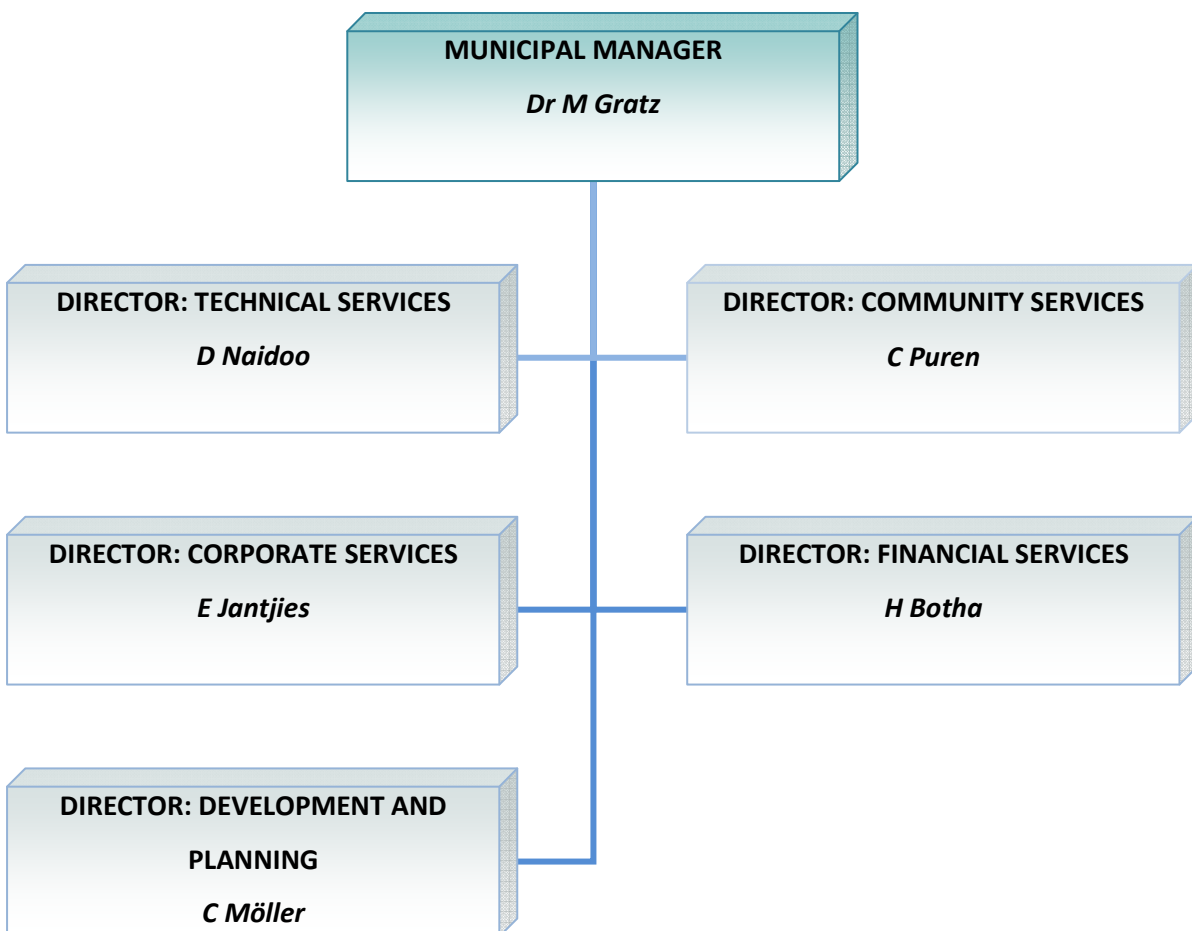 MUNICIPAL MANAGER
Dr M Gratz
DIRECTOR: TECHNICAL SERVICES
D Naidoo
DIRECTOR: COMMUNITY SERVICES
C Puren
DIRECTOR: CORPORATE SERVICES
E Jantjies
DIRECTOR: FINANCIAL SERVICES
H Botha
DIRECTOR: DEVELOPMENT AND
PLANNING
C Möller